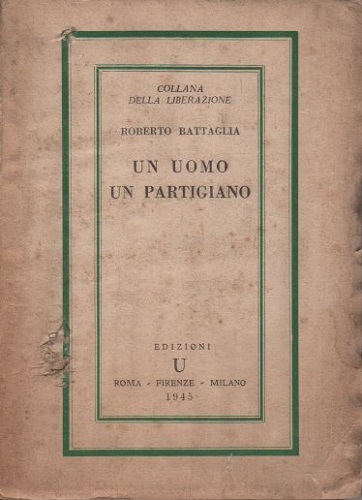 COLLANA
DELLA LIBERAZIONE
ROBERTO BATTAGLIA
UN UOMO
UN PARTIGIANO
EDIZIONI
U
ROMA - FIRENZE - MILANO
1945